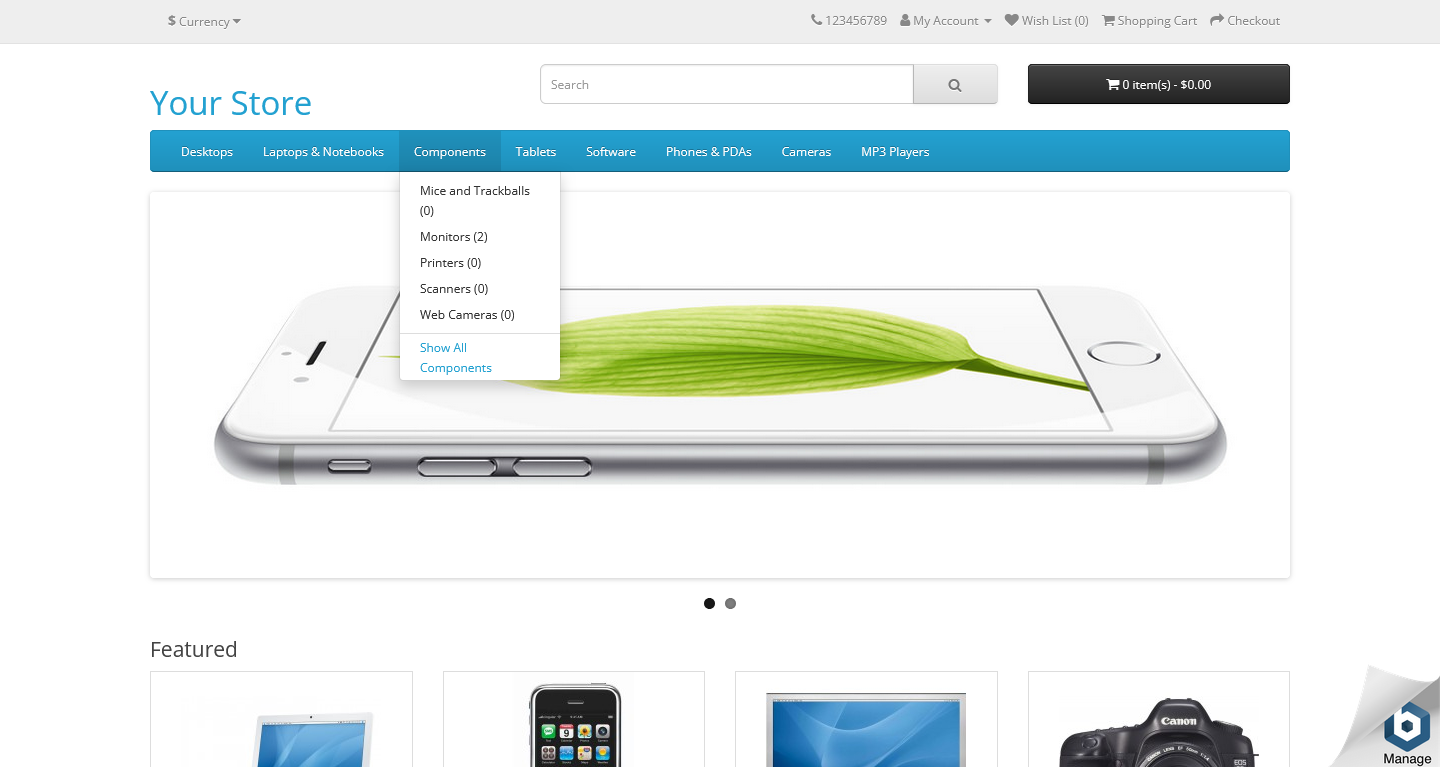 $ Currency
123456789 My Account Wish List (0) Shopping Cart Checkout
Your Store
Search
0 item(s) - $0.00
Desktops Laptops & Notebooks Components Tablets Software Phones & PDAs Cameras MP3 Players
Mice and Trackballs
(0)
Monitors (2)
Printers (0)
Scanners (0)
Web Cameras (0)
Show All
Components
Featured
Canon
EOS
Manage